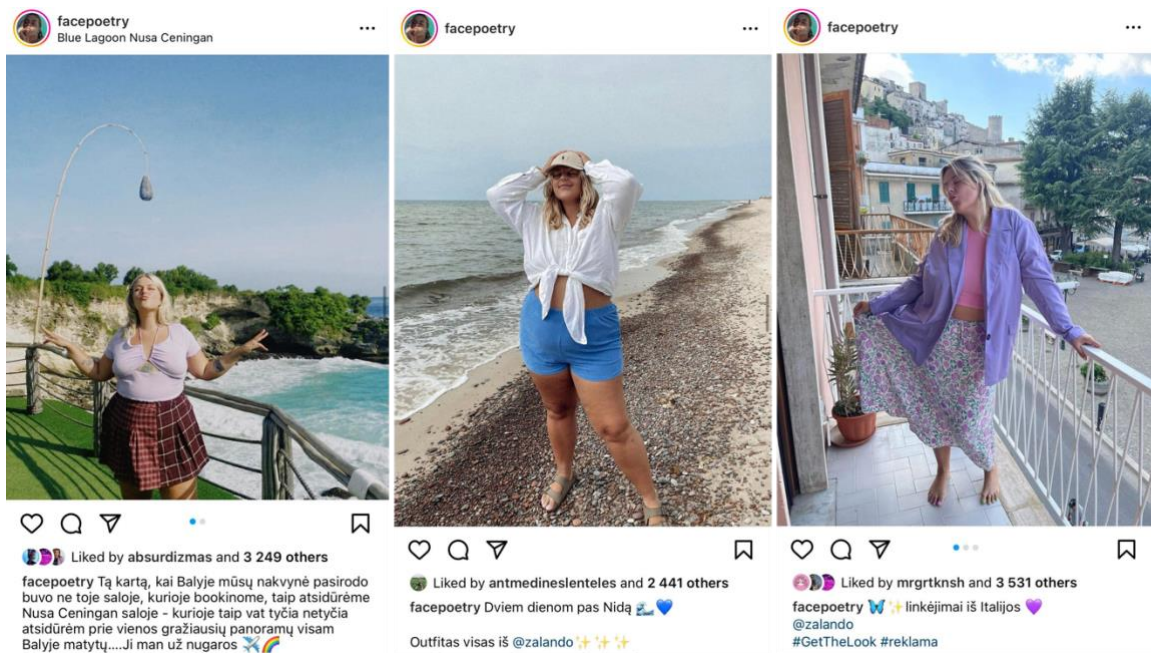 facepoetry
Blue Lagoon Nusa Ceningan
Liked by absurdizmas and 3 249 others
facepoetry Tą kartą, kai Balyje mūsų nakvynė pasirodo
buvo ne toje saloje, kurioje bookinome, taip atsidūrėme
Nusa Ceningan saloje - kurioje taip vat tyčia netyčia
atsidūrėm prie vienos gražiausių panoramų visam
Balyje matytų....Ji man už nugaros ✈️🌈
facepoetry
Liked by antmedineslenteles and 2 441 others
facepoetry Dviem dienom pas Nidą 🌊💙
Outfitas visas iš @zalando✨✨✨
facepoetry
Liked by mrgrtknsh and 3 531 others
facepoetry 🦋✨linkėjimai iš Italijos 💜
@zalando
#GetTheLook #reklama